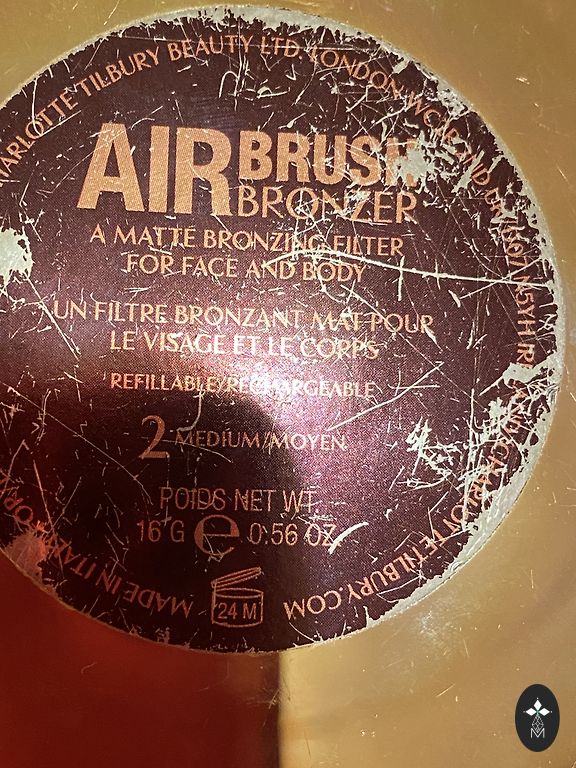 CHARLOTTE TILBURY BEAUTY LTD. LONDON
AIRBRUSH
BRONZER
A MATTE BRONZING FILTER
FOR FACE AND BODY
UN FILTRE BRONZANT MAT POUR
LE VISAGE ET LE CORPS
REFILLABLE/RECHARGEABLE
2 MEDIUM/MOYEN
POIDS NET WT.
16 G e 0.56 OZ
MADE IN ITALY
24 M
CHARLOTTETILBURY.COM
M